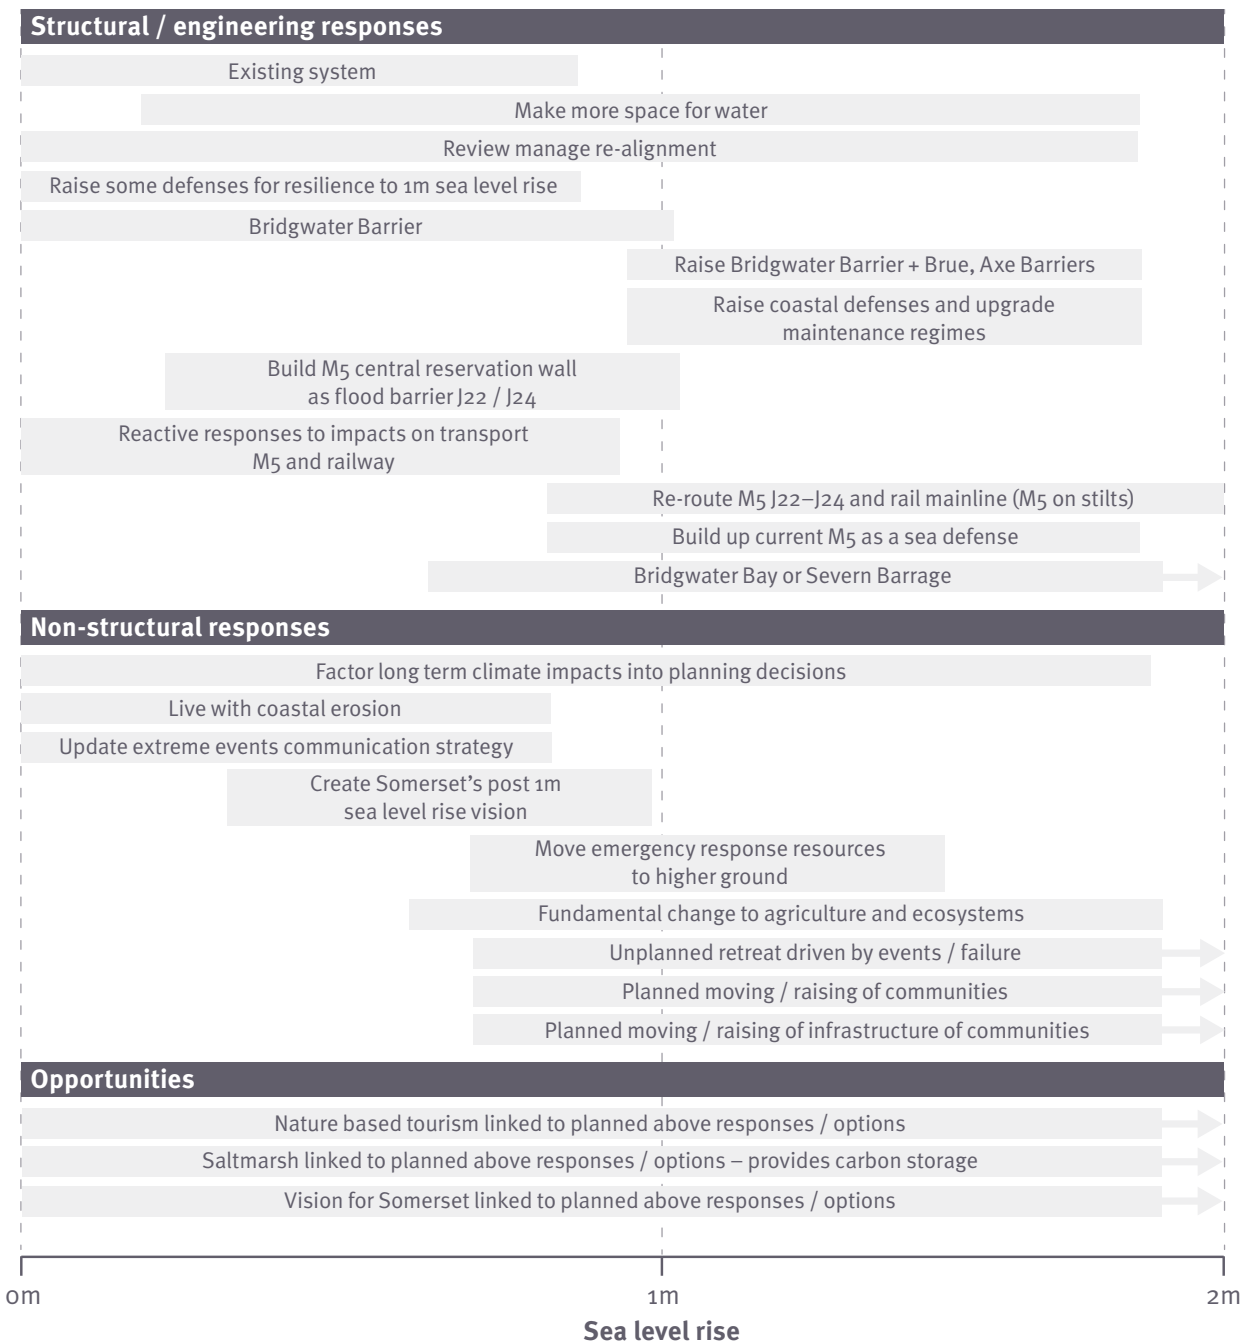 Structural / engineering responses
Existing system
Make more space for water
Review manage re-alignment
Raise some defenses for resilience to 1m sea level rise
Bridgwater Barrier
Raise Bridgwater Barrier + Brue, Axe Barriers
Raise coastal defenses and upgrade
maintenance regimes
Build M5 central reservation wall
as flood barrier J22 / J24
Reactive responses to impacts on transport
M5 and railway
Re-route M5 J22–J24 and rail mainline (M5 on stilts)
Build up current M5 as a sea defense
Bridgwater Bay or Severn Barrage
Non-structural responses
Factor long term climate impacts into planning decisions
Live with coastal erosion
Update extreme events communication strategy
Create Somerset’s post 1m
sea level rise vision
Move emergency response resources
to higher ground
Fundamental change to agriculture and ecosystems
Unplanned retreat driven by events / failure
Planned moving / raising of communities
Planned moving / raising of infrastructure of communities
Opportunities
Nature based tourism linked to planned above responses / options
Saltmarsh linked to planned above responses / options – provides carbon storage
Vision for Somerset linked to planned above responses / options
0m 1m 2m
Sea level rise